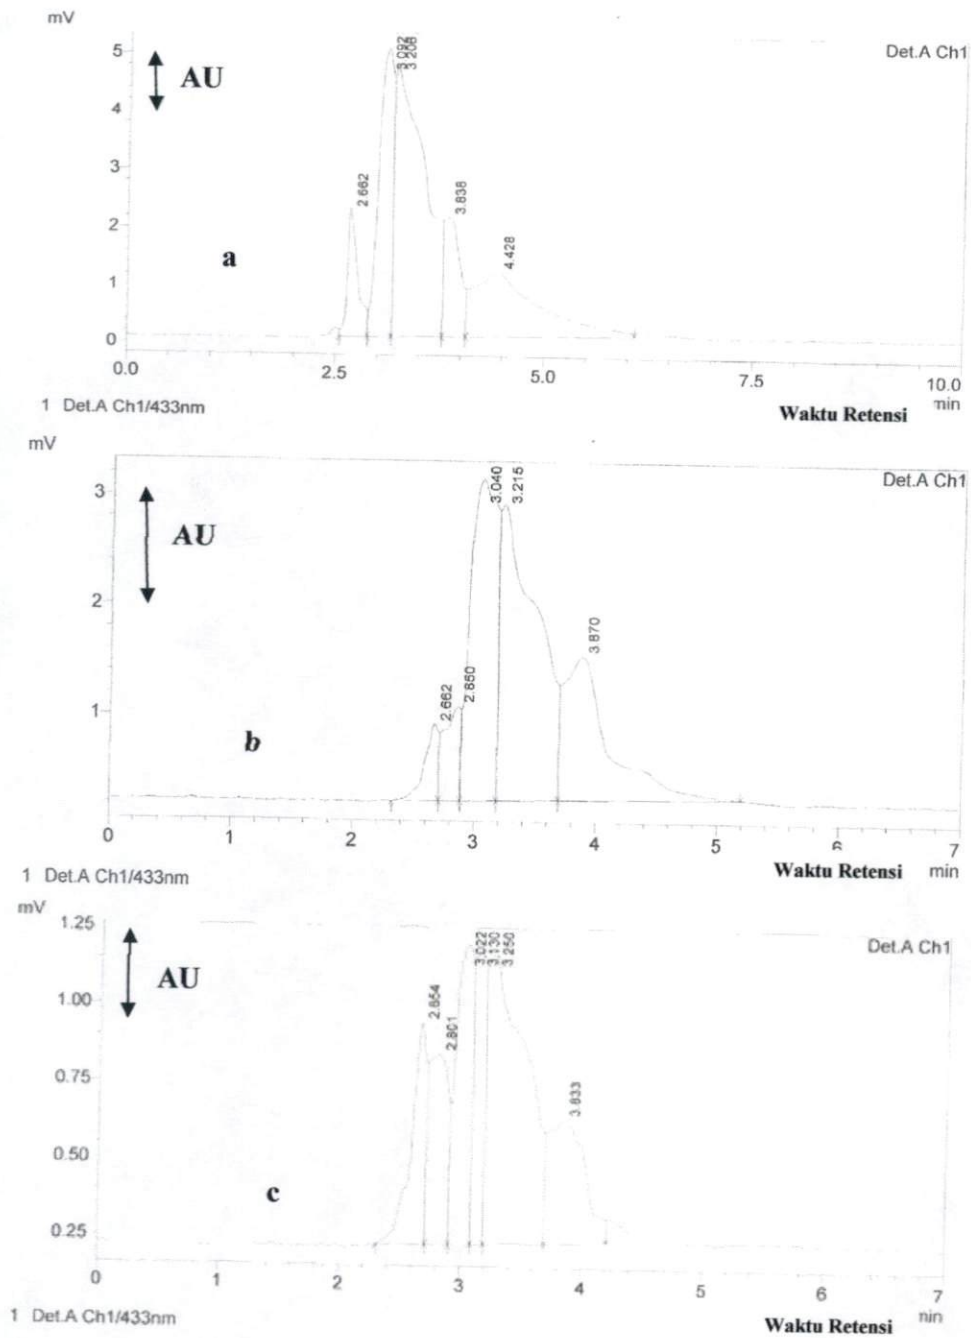 mV
5
Det.A Ch1
AU
3.092
3.208
4
3
2.662
3.838
2
4.428
a
1
0
0.0
2.5
5.0
7.5
10.0
min
1 Det.A Ch1/433nm
Waktu Retensi
mV
3
3.040
3.215
Det.A Ch1
AU
2
3.870
2.662
2.880
1
b
0
1
2
3
4
5
6
7
Waktu Retensi
min
1 Det.A Ch1/433nm
mV
1.25
3.022
3.130
3.250
Det.A Ch1
AU
1.00
2.654
2.801
0.75
3.833
0.50
c
0.25
0
1
2
3
4
5
6
7
min
1 Det.A Ch1/433nm
Waktu Retensi